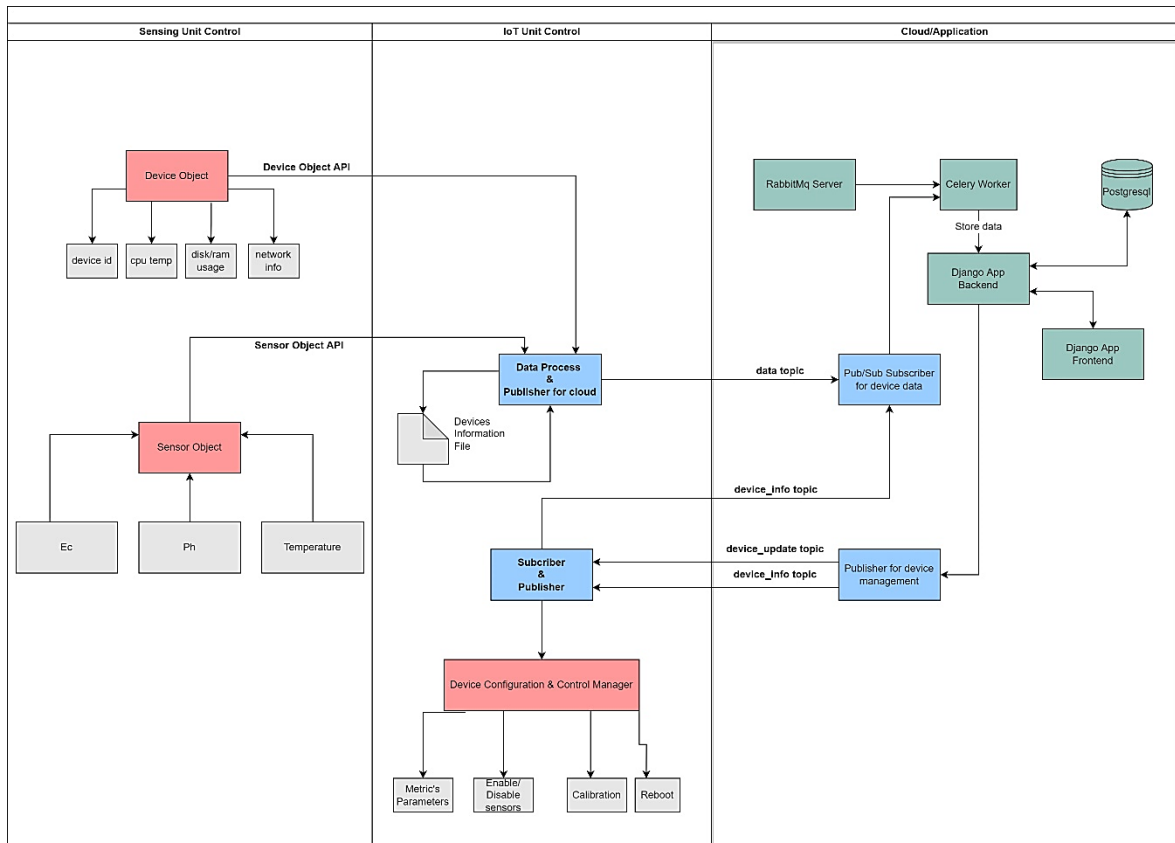 Sensing Unit Control
IoT Unit Control
Cloud/Application
Device Object API
Device Object
device id
cpu temp
disk/ram
usage
network
info
RabbitMq Server
Celery Worker
Postgresql
Store data
Django App
Backend
Django App
Frontend
Sensor Object API
Data Process
&
Publisher for cloud
data topic
Pub/Sub Subscriber
for device data
Devices
Information
File
Sensor Object
Ec
Ph
Temperature
device_info topic
Subcriber
&
Publisher
device_update topic
device_info topic
Publisher for device
management
Device Configuration & Control Manager
Metric's
Parameters
Enable/
Disable
sensors
Calibration
Reboot